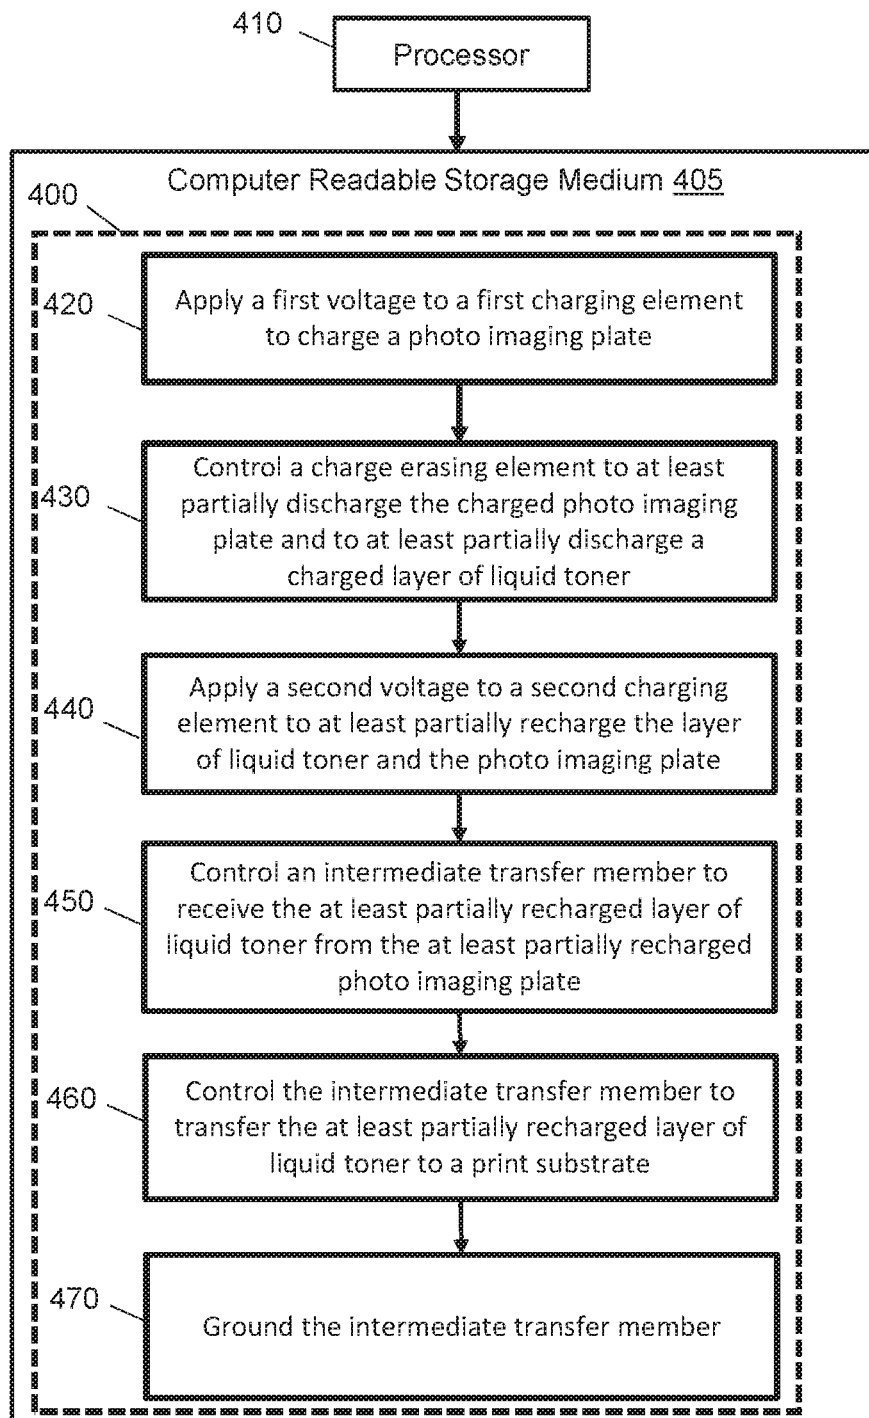 410
Processor
Computer Readable Storage Medium 405
400
420
Apply a first voltage to a first charging element
to charge a photo imaging plate
430
Control a charge erasing element to at least
partially discharge the charged photo imaging
plate and to at least partially discharge a
charged layer of liquid toner
440
Apply a second voltage to a second charging
element to at least partially recharge the layer
of liquid toner and the photo imaging plate
450
Control an intermediate transfer member to
receive the at least partially recharged layer of
liquid toner from the at least partially recharged
photo imaging plate
460
Control the intermediate transfer member to
transfer the at least partially recharged layer of
liquid toner to a print substrate
470
Ground the intermediate transfer member